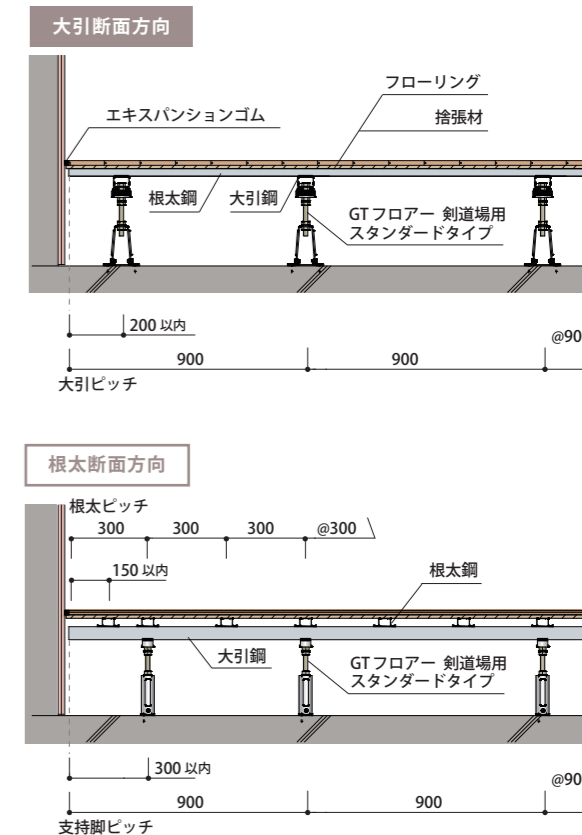 大引断面方向
フローリング
エキスパンションゴム
捨張材
根太鋼
大引鋼
GTフロアー 剣道場用
スタンダードタイプ
200 以内
@90
900
900
大引ピッチ
根太断面方向
根太ピッチ
300
300
300
@300
150 以内
根太鋼
大引鋼
GTフロアー 剣道場用
スタンダードタイプ
300 以内
@90
900
900
支持脚ピッチ